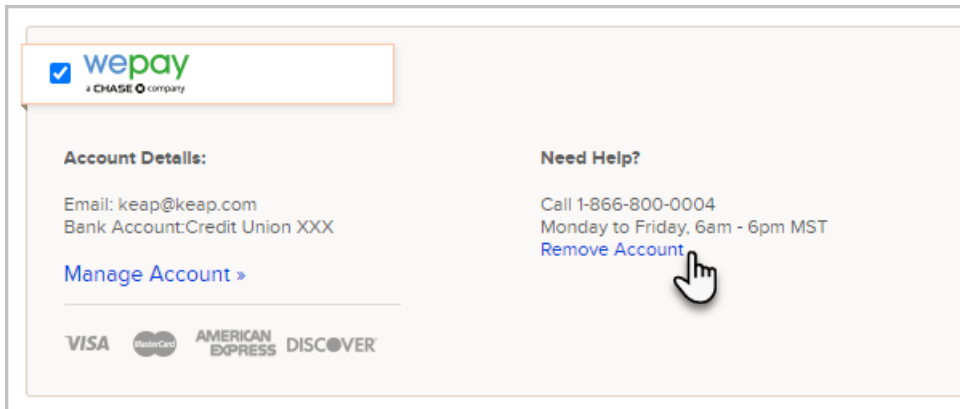 wepay
a CHASE company
Account Details:
Email: keap@keap.com
Bank Account:Credit Union XXX
Manage Account »
VISA MasterCard AMERICAN EXPRESS DISCOVER
Need Help?
Call 1-866-800-0004
Monday to Friday, 6am - 6pm MST
Remove Account